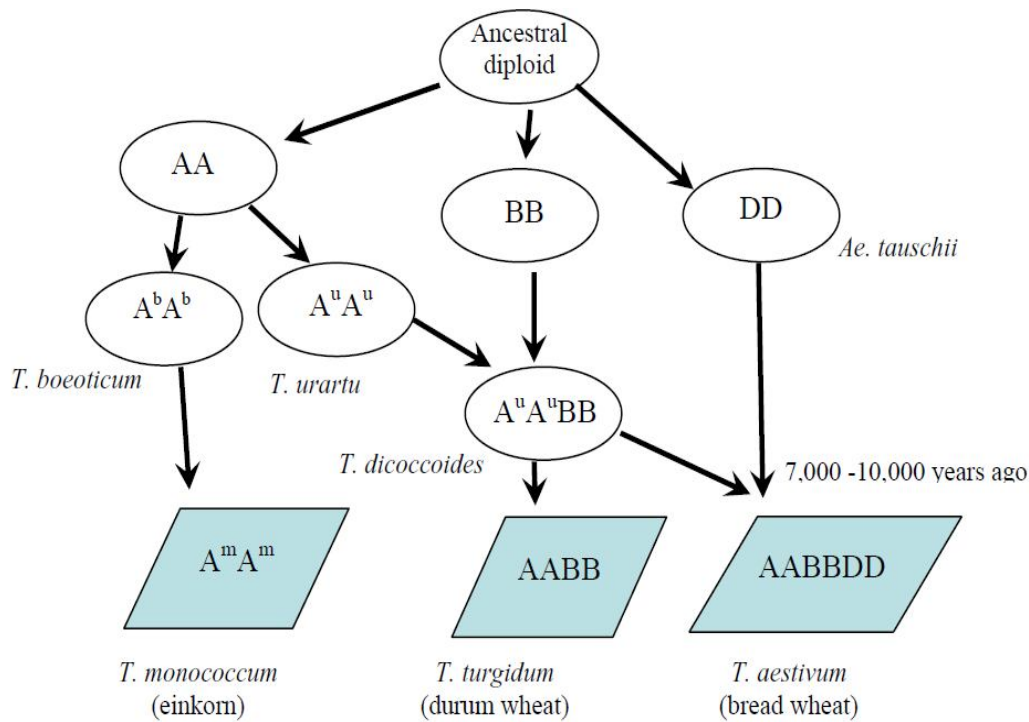 Ancestral
diploid
AA
BB
DD
Ae. tauschii
AᵇAᵇ
AᵘAᵘ
T. boeoticum
T. urartu
AᵘAᵘBB
T. dicoccoides
7,000 -10,000 years ago
AᵐAᵐ
AABB
AABBDD
T. monococcum
(einkorn)
T. turgidum
(durum wheat)
T. aestivum
(bread wheat)